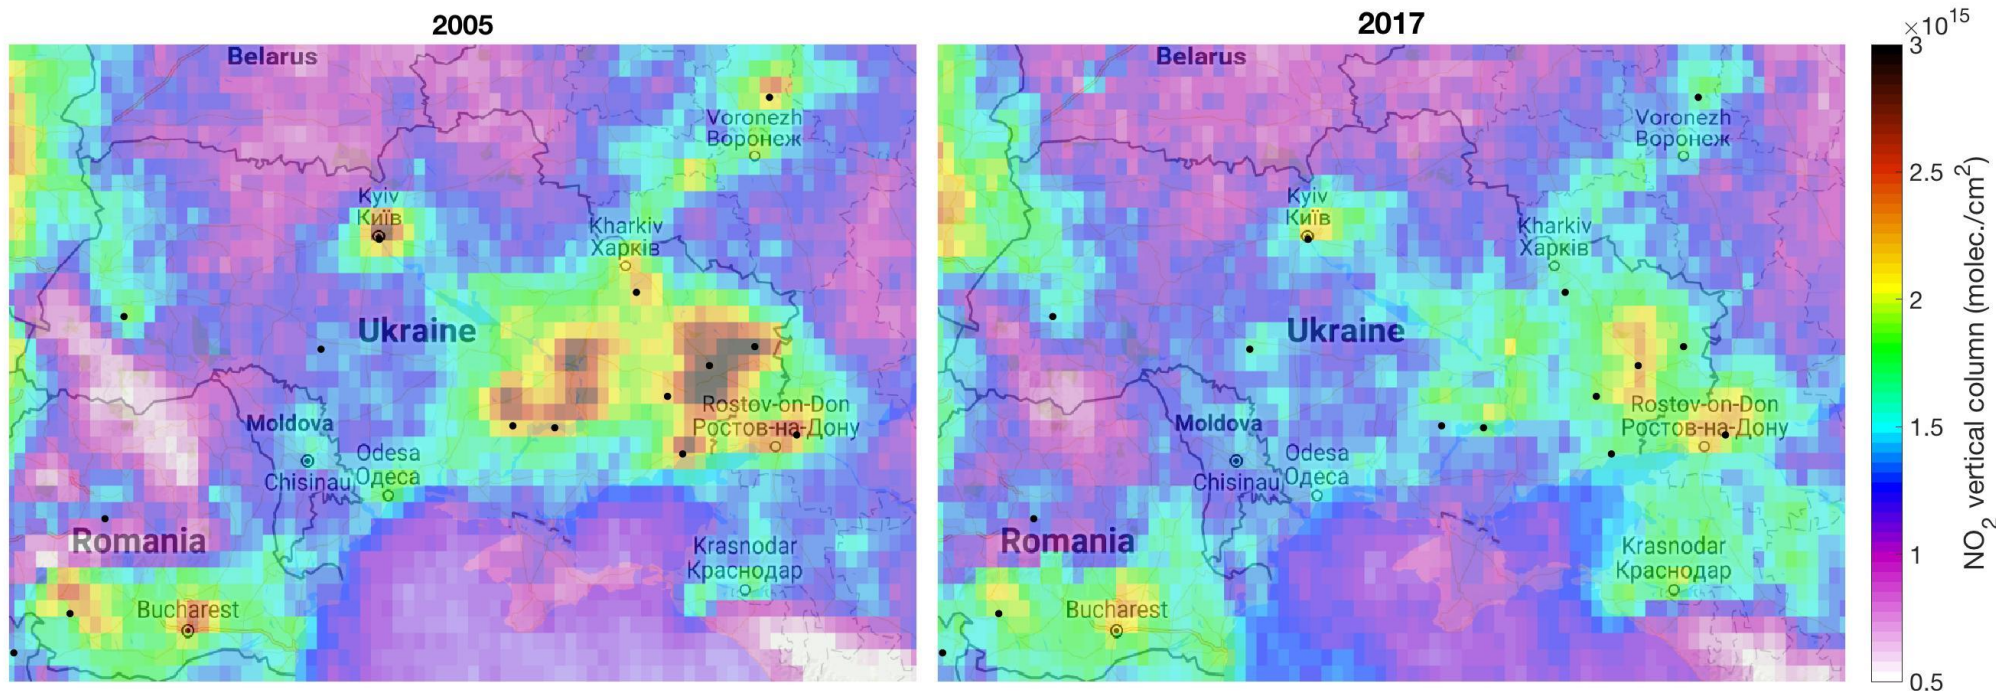 2005
Belarus
Voronezh
Воронеж
Kyiv
Київ
Kharkiv
Харків
Ukraine
Rostov-on-Don
Ростов-на-Дону
Moldova
Odesa
Одеса
Chisinau
Romania
Krasnodar
Краснодар
Bucharest
2017
Belarus
Voronezh
Воронеж
Kyiv
Київ
Kharkiv
Харків
Ukraine
Rostov-on-Don
Ростов-на-Дону
Moldova
Odesa
Одеса
Chisinau
Romania
Krasnodar
Краснодар
Bucharest
×10¹⁵
3
2.5
2
1.5
1
0.5
NO₂ vertical column (molec./cm²)